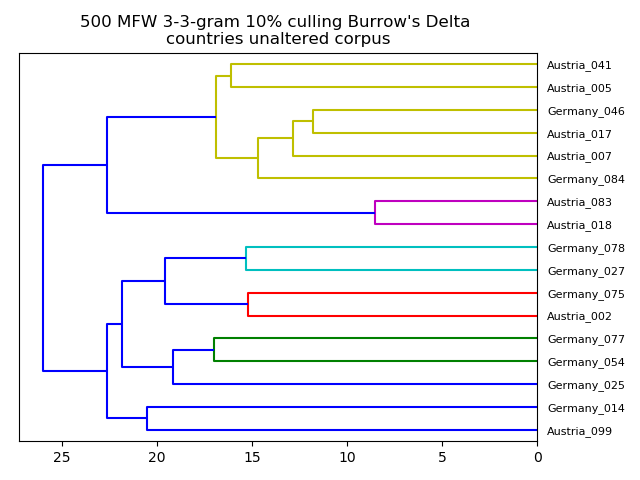 500 MFW 3-3-gram 10% culling Burrow's Delta
countries unaltered corpus
Austria_041
Austria_005
Germany_046
Austria_017
Austria_007
Germany_084
Austria_083
Austria_018
Germany_078
Germany_027
Germany_075
Austria_002
Germany_077
Germany_054
Germany_025
Germany_014
Austria_099
25 20 15 10 5 0